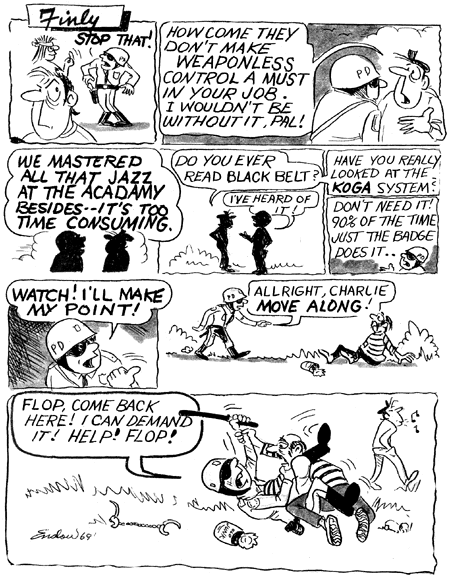 Finly
STOP THAT!
HOW COME THEY
DON'T MAKE
WEAPONLESS
CONTROL A MUST
IN YOUR JOB.
I WOULDN'T BE
WITHOUT IT, PAL!
PD
WE MASTERED
ALL THAT JAZZ
AT THE ACADAMY
BESIDES--IT'S TOO
TIME CONSUMING.
DO YOU EVER
READ BLACK BELT?
I'VE HEARD OF
IT!
HAVE YOU REALLY
LOOKED AT THE
KOGA SYSTEM?
DON'T NEED IT!
90% OF THE TIME
JUST THE BADGE
DOES IT..
WATCH! I'LL MAKE
MY POINT!
PD
ALLRIGHT, CHARLIE
MOVE ALONG!
PD
FLOP, COME BACK
HERE! I CAN DEMAND
IT! HELP! FLOP!
69'